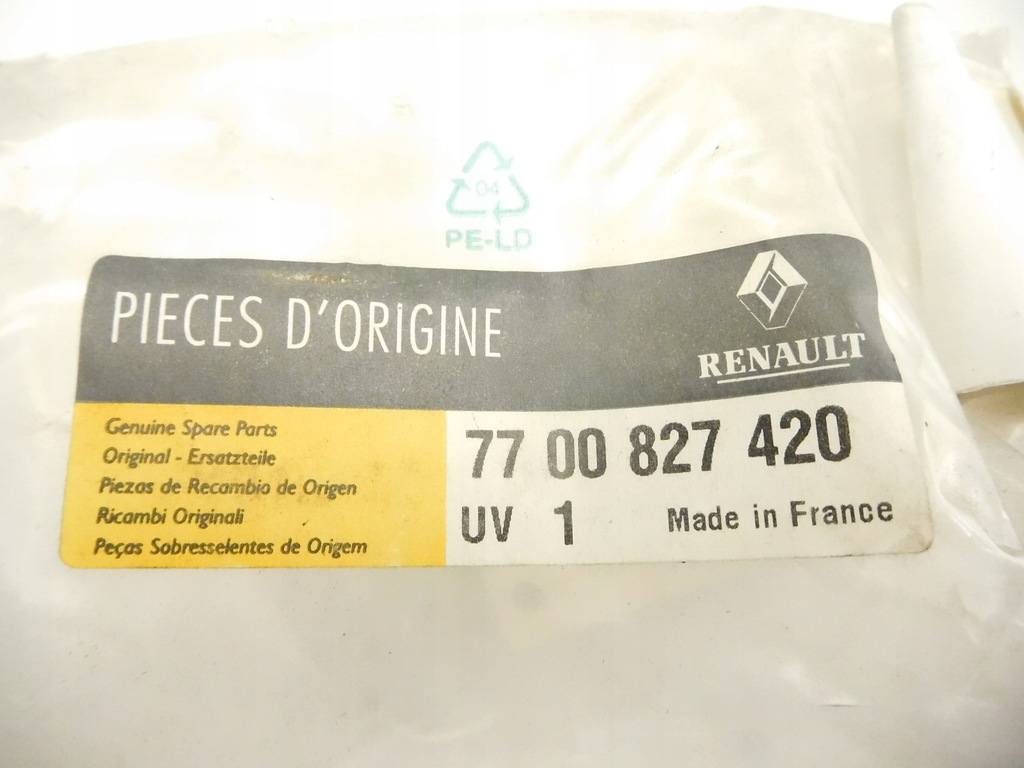 04
PE-LD
PIECES D'ORIGINE
RENAULT
Genuine Spare Parts
Original - Ersatzteile
Piezas de Recambio de Origen
Ricambi Originali
Peças Sobresselentes de Origem
77 00 827 420
UV 1 Made in France